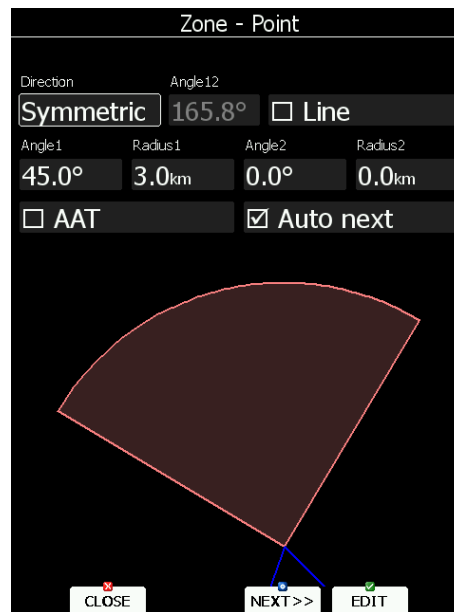 Zone - Point
Direction Angle12
Symmetric 165.8° Line
Angle1 Radius1 Angle2 Radius2
45.0° 3.0km 0.0° 0.0km
AAT Auto next
CLOSE NEXT>> EDIT